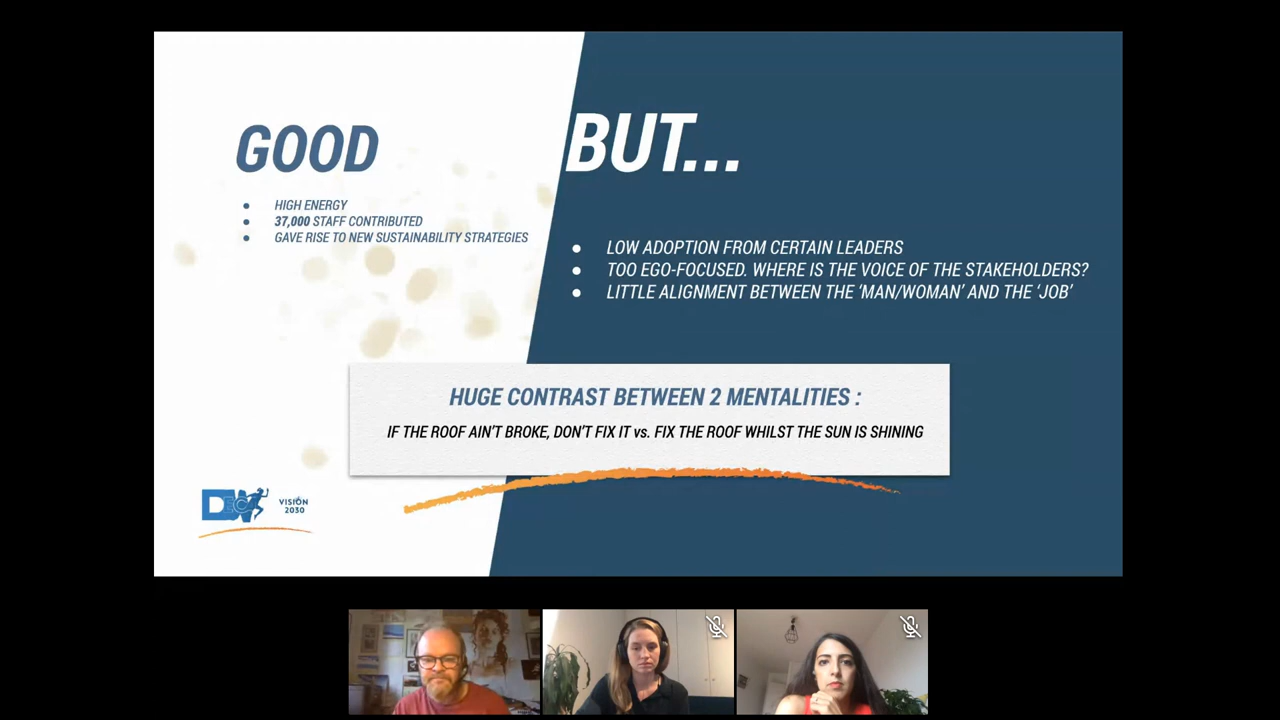 GOOD
HIGH ENERGY
37,000 STAFF CONTRIBUTED
GAVE RISE TO NEW SUSTAINABILITY STRATEGIES
BUT...
LOW ADOPTION FROM CERTAIN LEADERS
TOO EGO-FOCUSED. WHERE IS THE VOICE OF THE STAKEHOLDERS?
LITTLE ALIGNMENT BETWEEN THE ‘MAN/WOMAN’ AND THE ‘JOB’
HUGE CONTRAST BETWEEN 2 MENTALITIES :
IF THE ROOF AIN’T BROKE, DON’T FIX IT vs. FIX THE ROOF WHILST THE SUN IS SHINING
VISION
2030